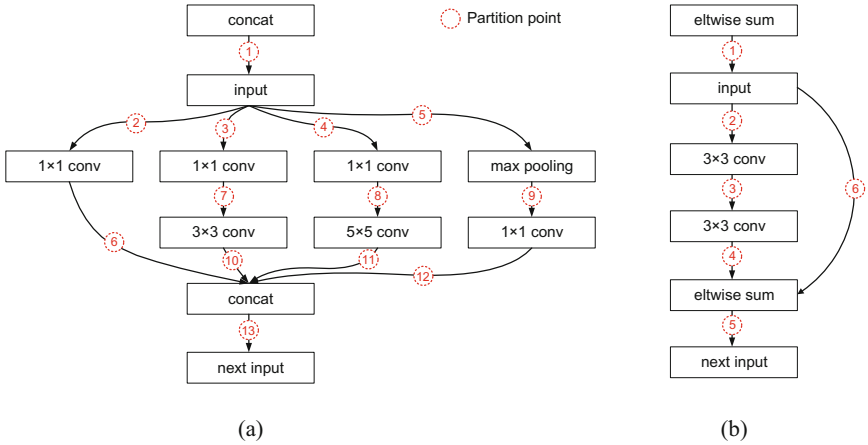 concat
Partition point
1
input
2
3
4
5
1×1 conv
1×1 conv
1×1 conv
max pooling
7
8
9
6
3×3 conv
5×5 conv
1×1 conv
10
11
12
concat
13
next input
(a)
eltwise sum
1
input
2
3×3 conv
3
6
3×3 conv
4
eltwise sum
5
next input
(b)